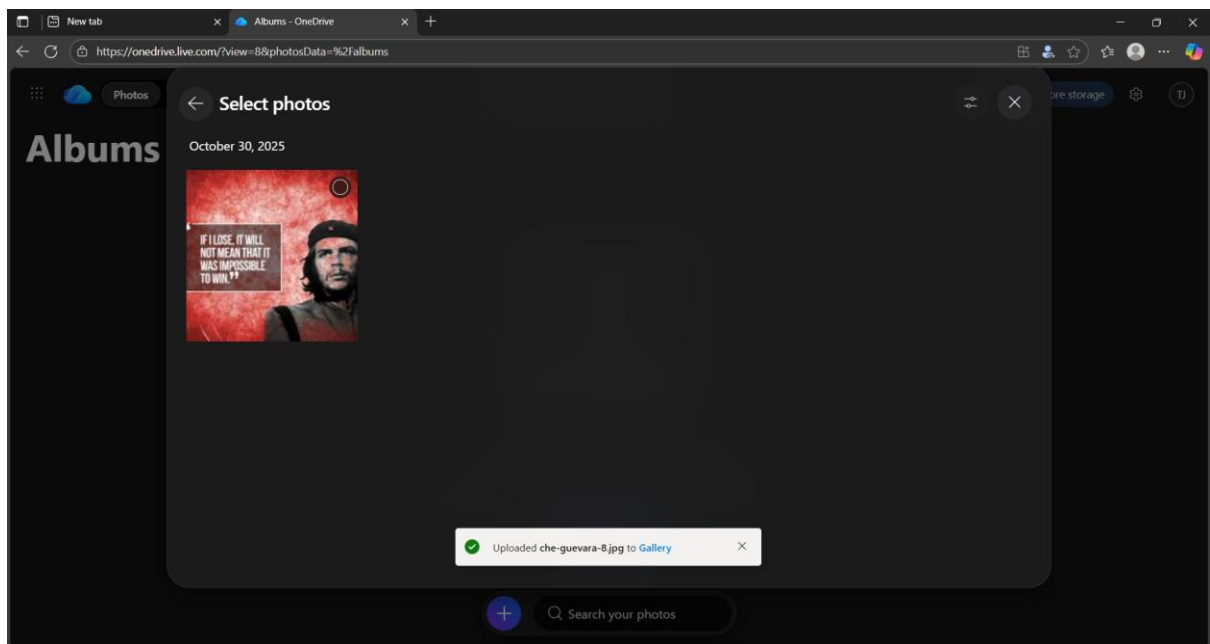 New tab
Albums - OneDrive
https://onedrive.live.com/?view=8&photosData=%2Falbums
Photos
Select photos
ore storage
TJ
Albums
October 30, 2025
IF I LOSE, IT WILL
NOT MEAN THAT IT
WAS IMPOSSIBLE
TO WIN.”
Uploaded che-guevara-8.jpg to Gallery
Search your photos